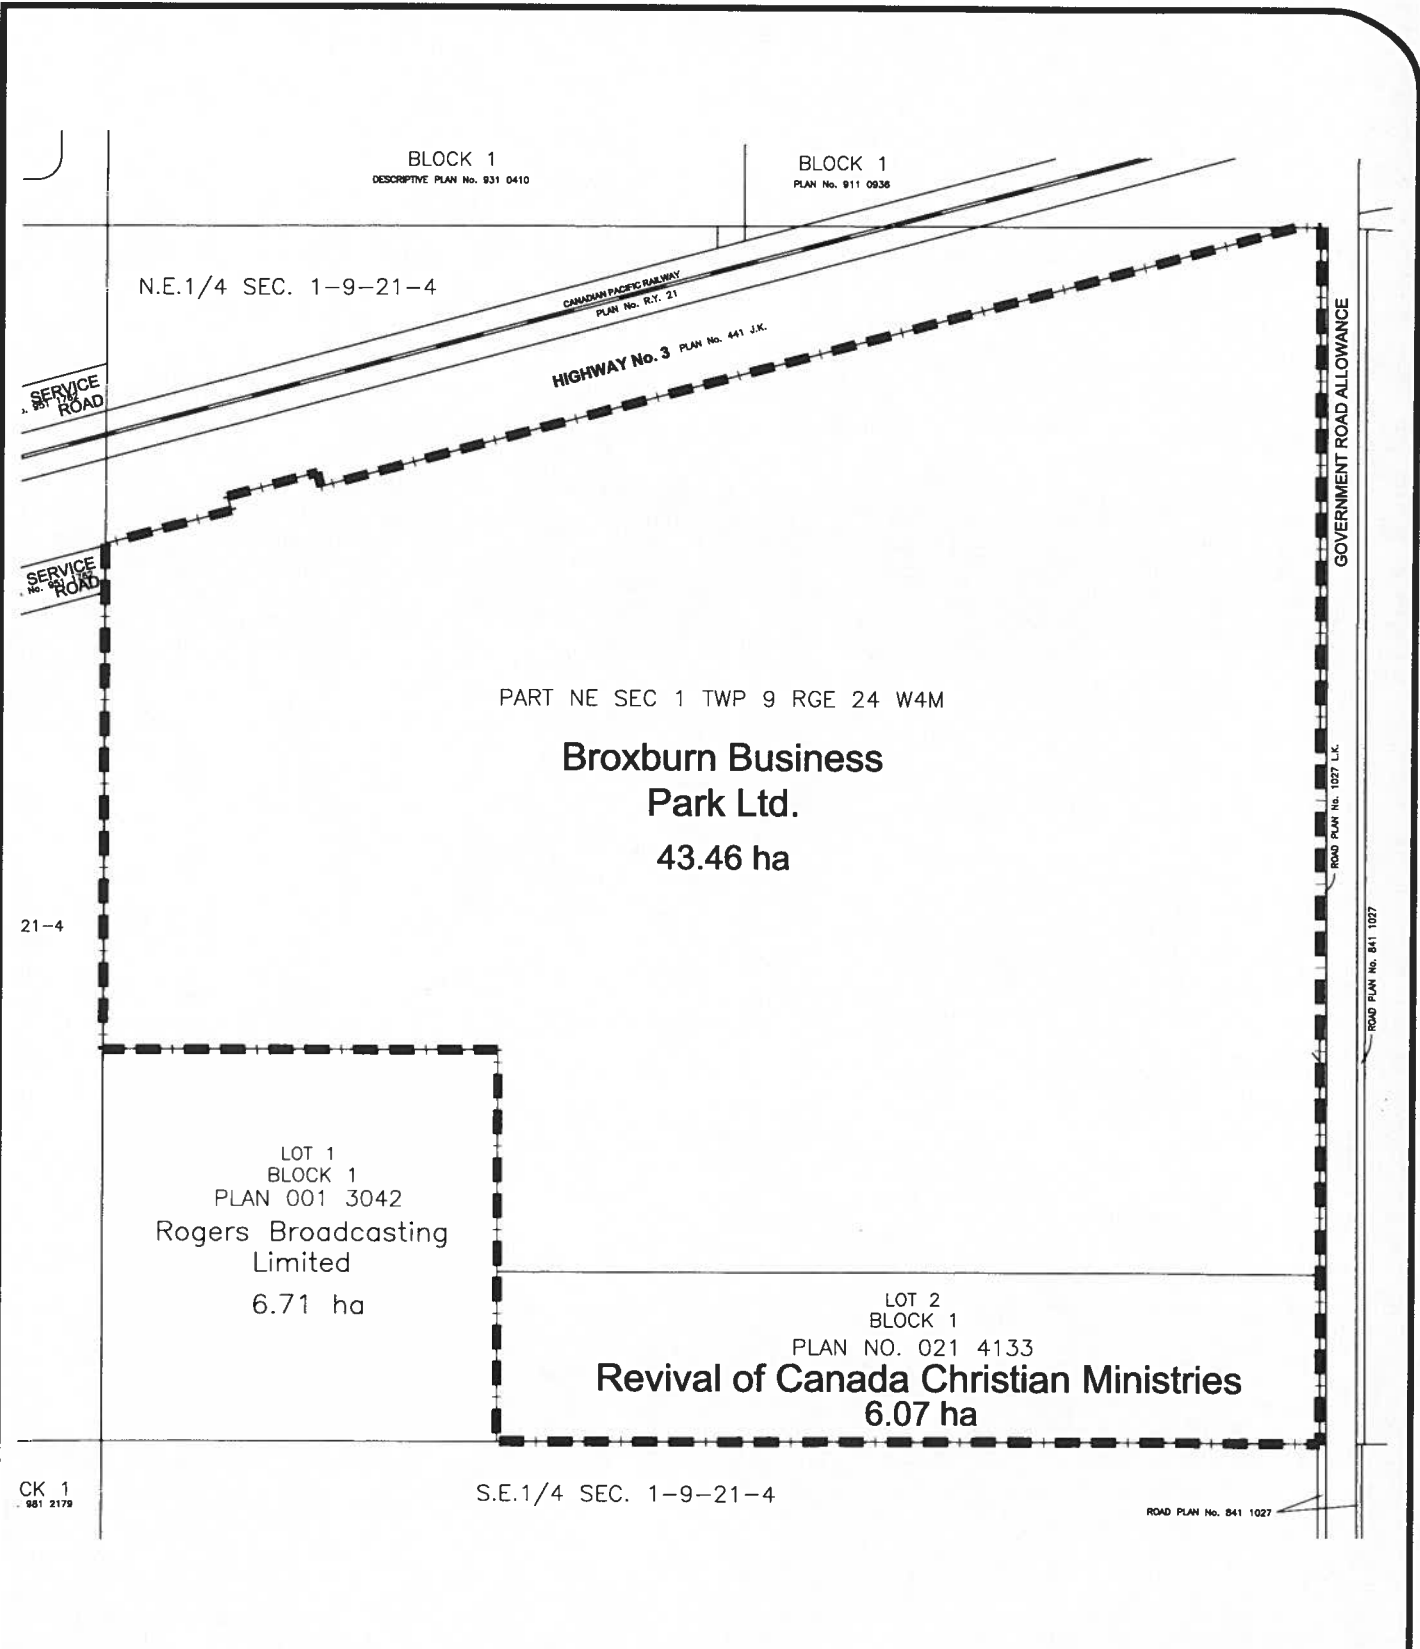 BLOCK 1
DESCRIPTIVE PLAN No. 931 0410
BLOCK 1
PLAN No. 911 0936
N.E.1/4 SEC. 1-9-21-4
CANADIAN PACIFIC RAILWAY
PLAN No. R.Y. 21
HIGHWAY No. 3 PLAN No. 441 J.K.
SERVICE
ROAD
SERVICE
No. 951 1762
ROAD
GOVERNMENT ROAD ALLOWANCE
PART NE SEC 1 TWP 9 RGE 24 W4M
Broxburn Business
Park Ltd.
43.46 ha
ROAD PLAN No. 1027 L.K.
21-4
ROAD PLAN No. 841 1027
LOT 1
BLOCK 1
PLAN 001 3042
Rogers Broadcasting
Limited
6.71 ha
LOT 2
BLOCK 1
PLAN NO. 021 4133
Revival of Canada Christian Ministries
6.07 ha
CK 1
981 2179
S.E.1/4 SEC. 1-9-21-4
ROAD PLAN No. 841 1027